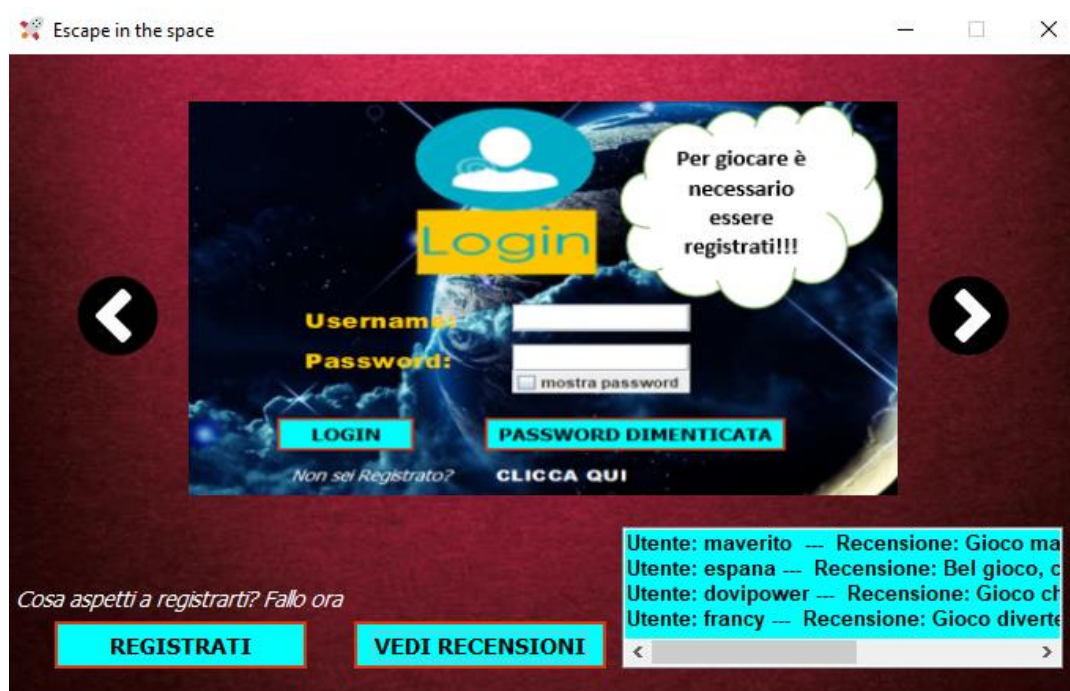 Escape in the space
Per giocare è
necessario
essere
registrati!!!
Login
Username:
Password:
mostra password
LOGIN
PASSWORD DIMENTICATA
Non sei Registrato?
CLICCA QUI
Utente: maverito --- Recensione: Gioco ma
Utente: espana --- Recensione: Bel gioco, c
Utente: dovipower --- Recensione: Gioco ch
Utente: francy --- Recensione: Gioco diverte
Cosa aspetti a registrarti? Fallo ora
REGISTRATI
VEDI RECENSIONI